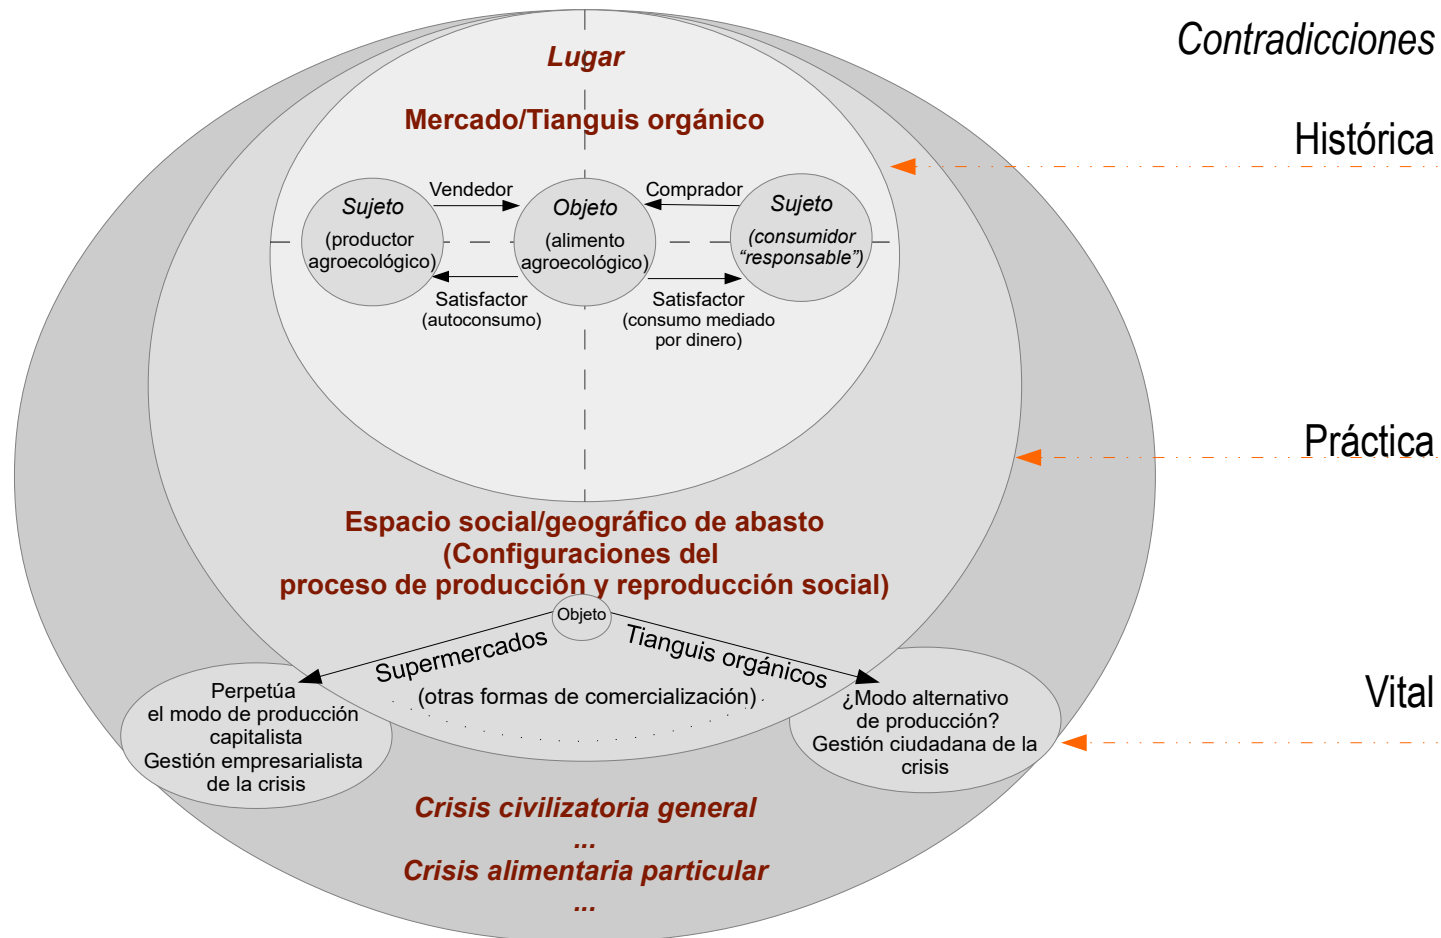 Contradicciones
Lugar
Mercado/Tianguis orgánico
Histórica
Vendedor
Comprador
Sujeto
(productor
agroecológico)
Objeto
(alimento
agroecológico)
Sujeto
(consumidor
“responsable”)
Satisfactor
(autoconsumo)
Satisfactor
(consumo mediado
por dinero)
Práctica
Espacio social/geográfico de abasto
(Configuraciones del
proceso de producción y reproducción social)
Objeto
Supermercados
Tianguis orgánicos
(otras formas de comercialización)
Perpetúa
el modo de producción
capitalista
Gestión empresarialista
de la crisis
¿Modo alternativo
de producción?
Gestión ciudadana de la
crisis
Vital
Crisis civilizatoria general
...
Crisis alimentaria particular
...